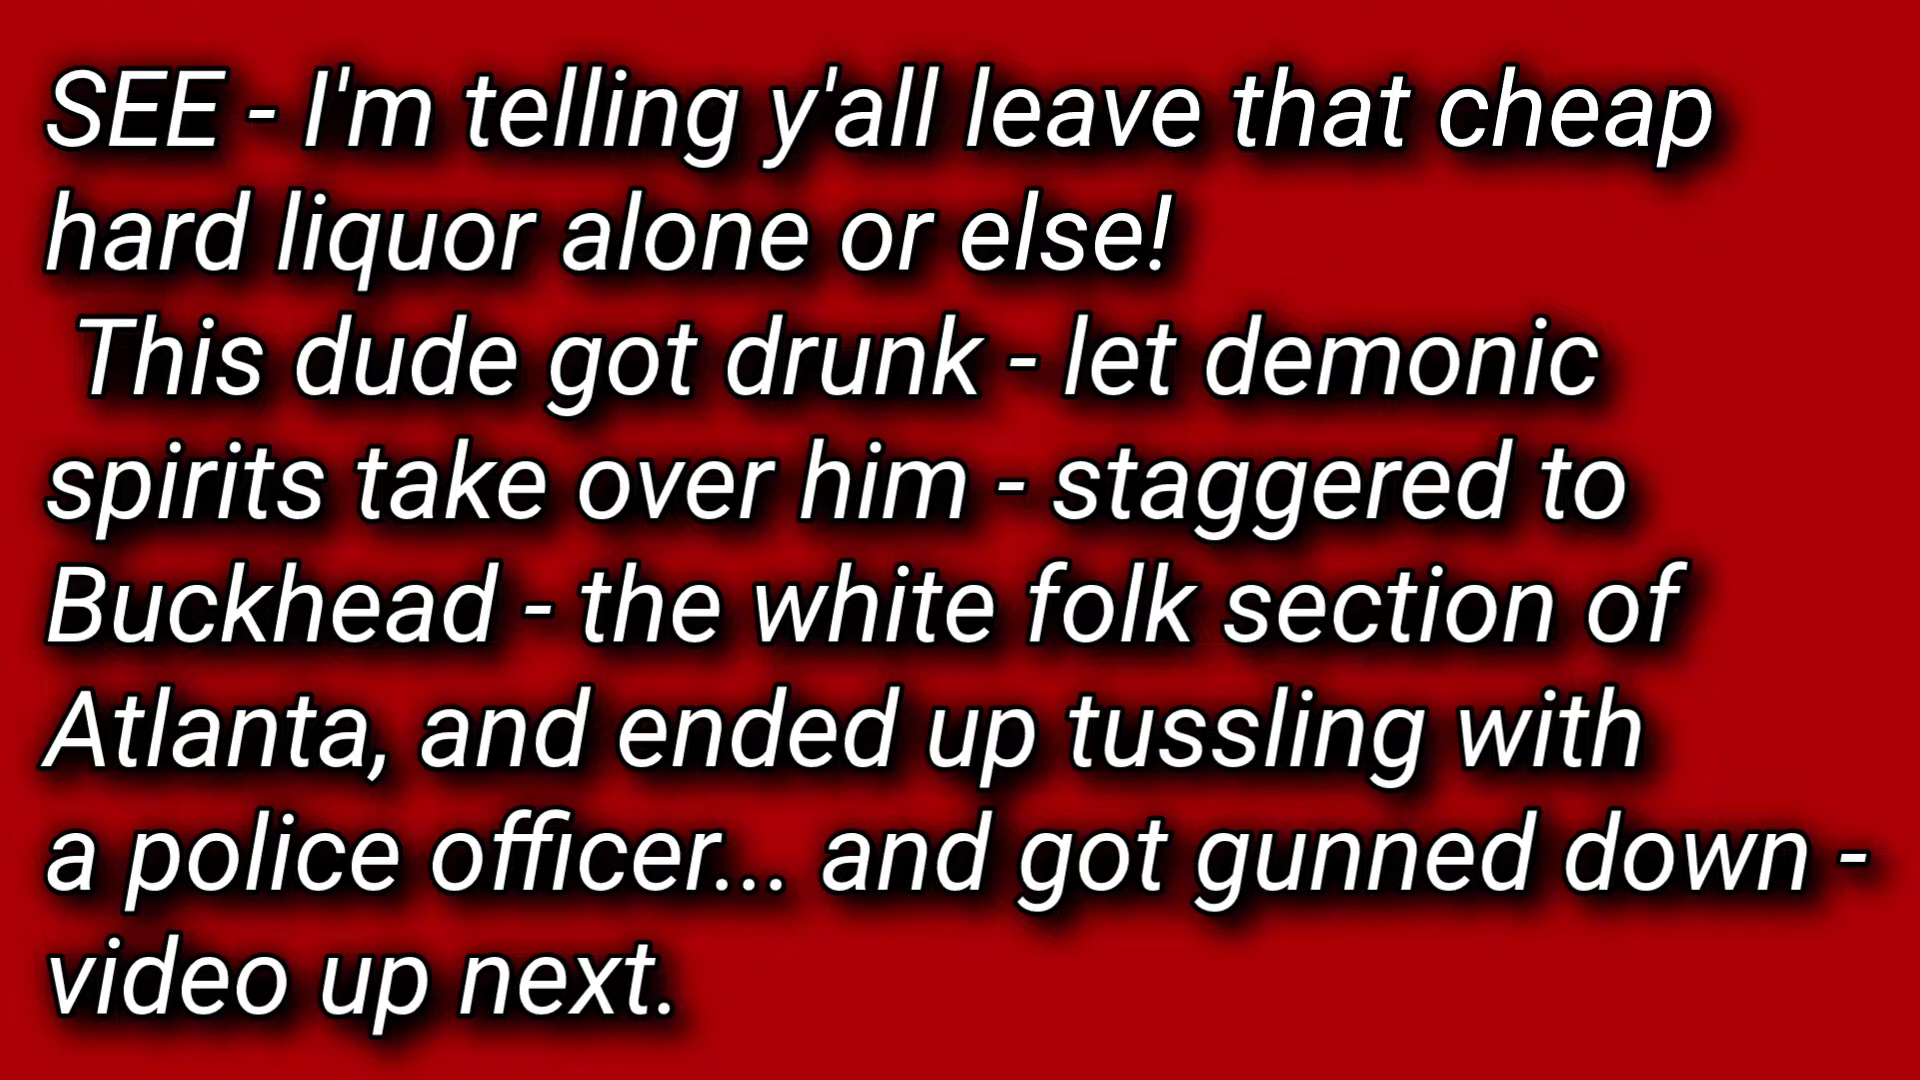 SEE - I'm telling y'all leave that cheap
hard liquor alone or else!
This dude got drunk - let demonic
spirits take over him - staggered to
Buckhead - the white folk section of
Atlanta, and ended up tussling with
a police officer... and got gunned down -
video up next.